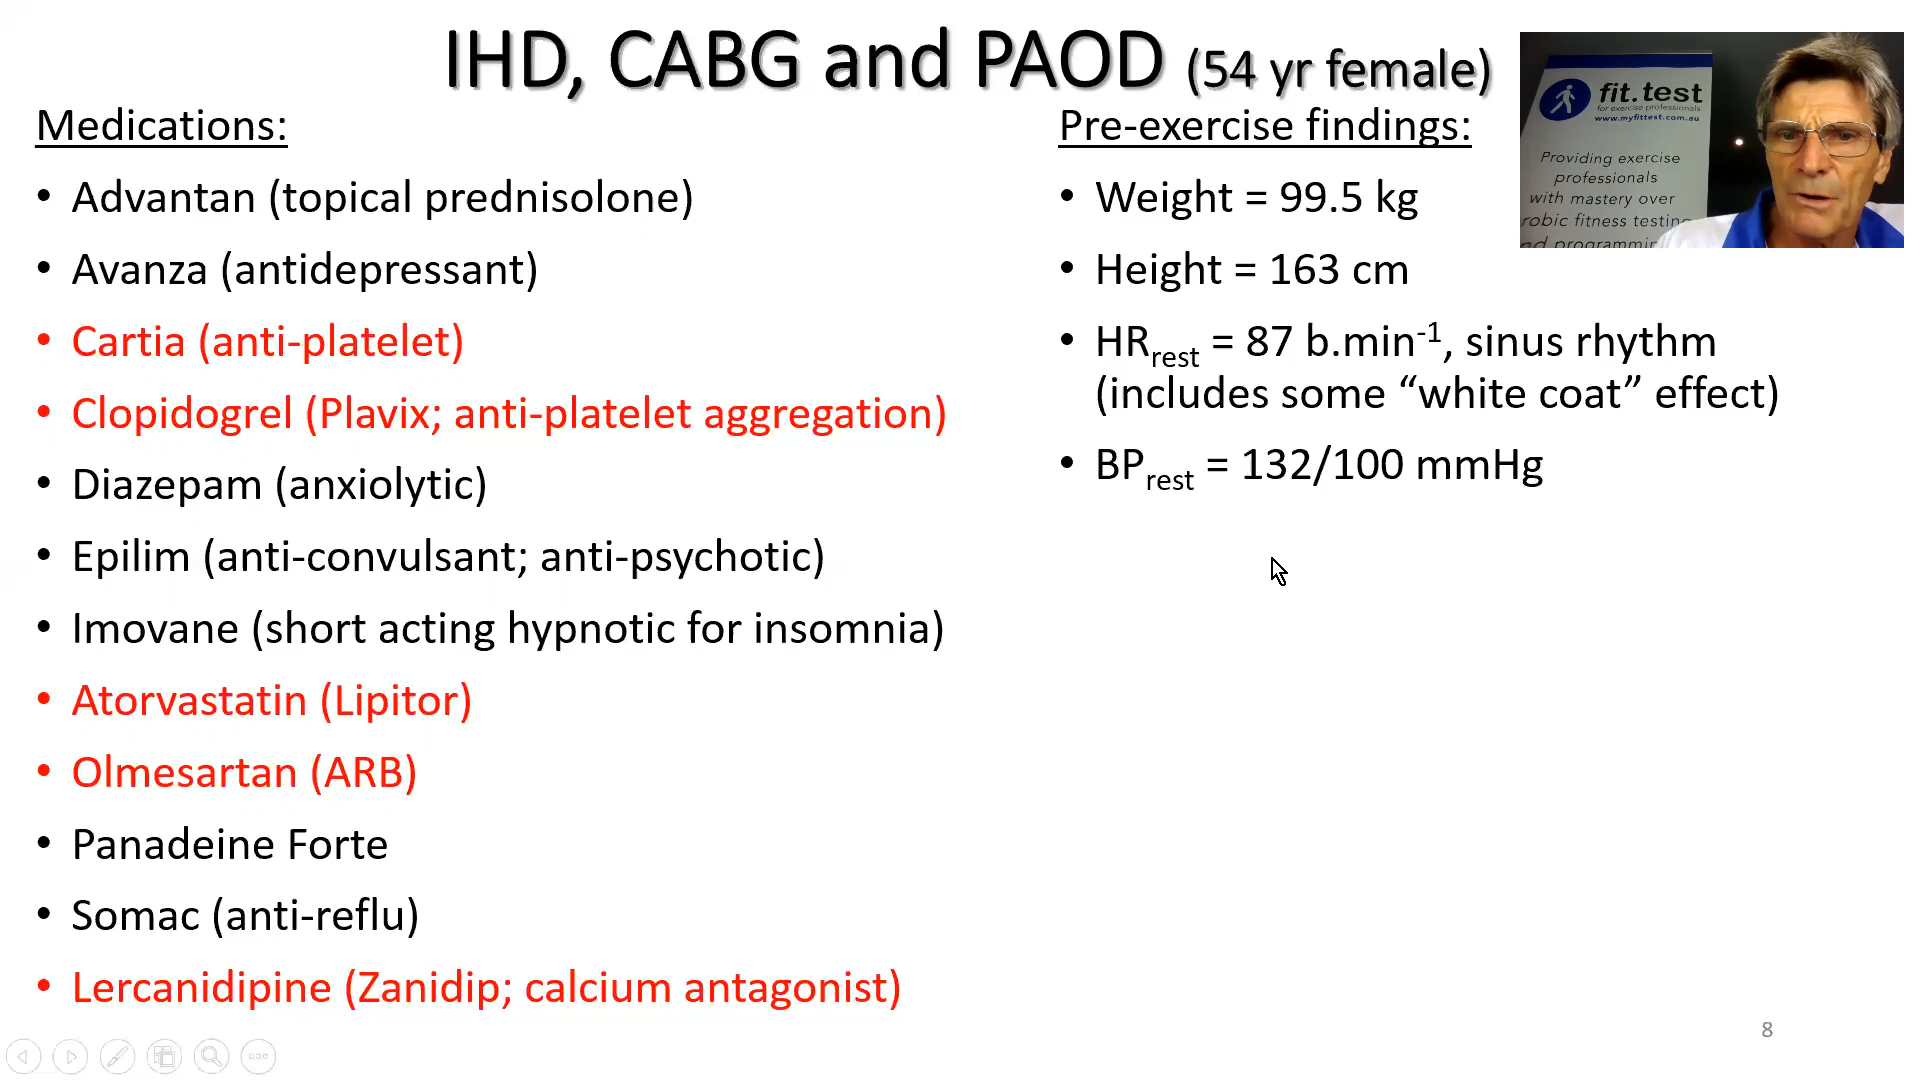 IHD, CABG and PAOD (54 yr female)
Medications:
• Advantan (topical prednisolone)
• Avanza (antidepressant)
• Cartia (anti-platelet)
• Clopidogrel (Plavix; anti-platelet aggregation)
• Diazepam (anxiolytic)
• Epilim (anti-convulsant; anti-psychotic)
• Imovane (short acting hypnotic for insomnia)
• Atorvastatin (Lipitor)
• Olmesartan (ARB)
• Panadeine Forte
• Somac (anti-reflu)
• Lercanidipine (Zanidip; calcium antagonist)
Pre-exercise findings:
• Weight = 99.5 kg
• Height = 163 cm
• HRrest = 87 b.min-1, sinus rhythm
(includes some “white coat” effect)
• BPrest = 132/100 mmHg
fit.test
for exercise professionals
www.myfittest.com.au
Providing exercise
professionals
with mastery over
robic fitness testing
nd programmin
8